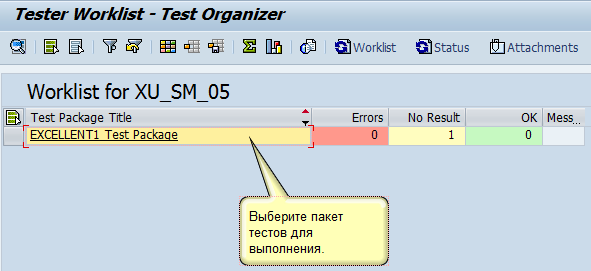 Tester Worklist - Test Organizer
Worklist Status Attachments
Worklist for XU_SM_05
Test Package Title Errors No Result OK Mess...
EXCELLENT1 Test Package 0 1 0
Выберите пакет
тестов для
выполнения.